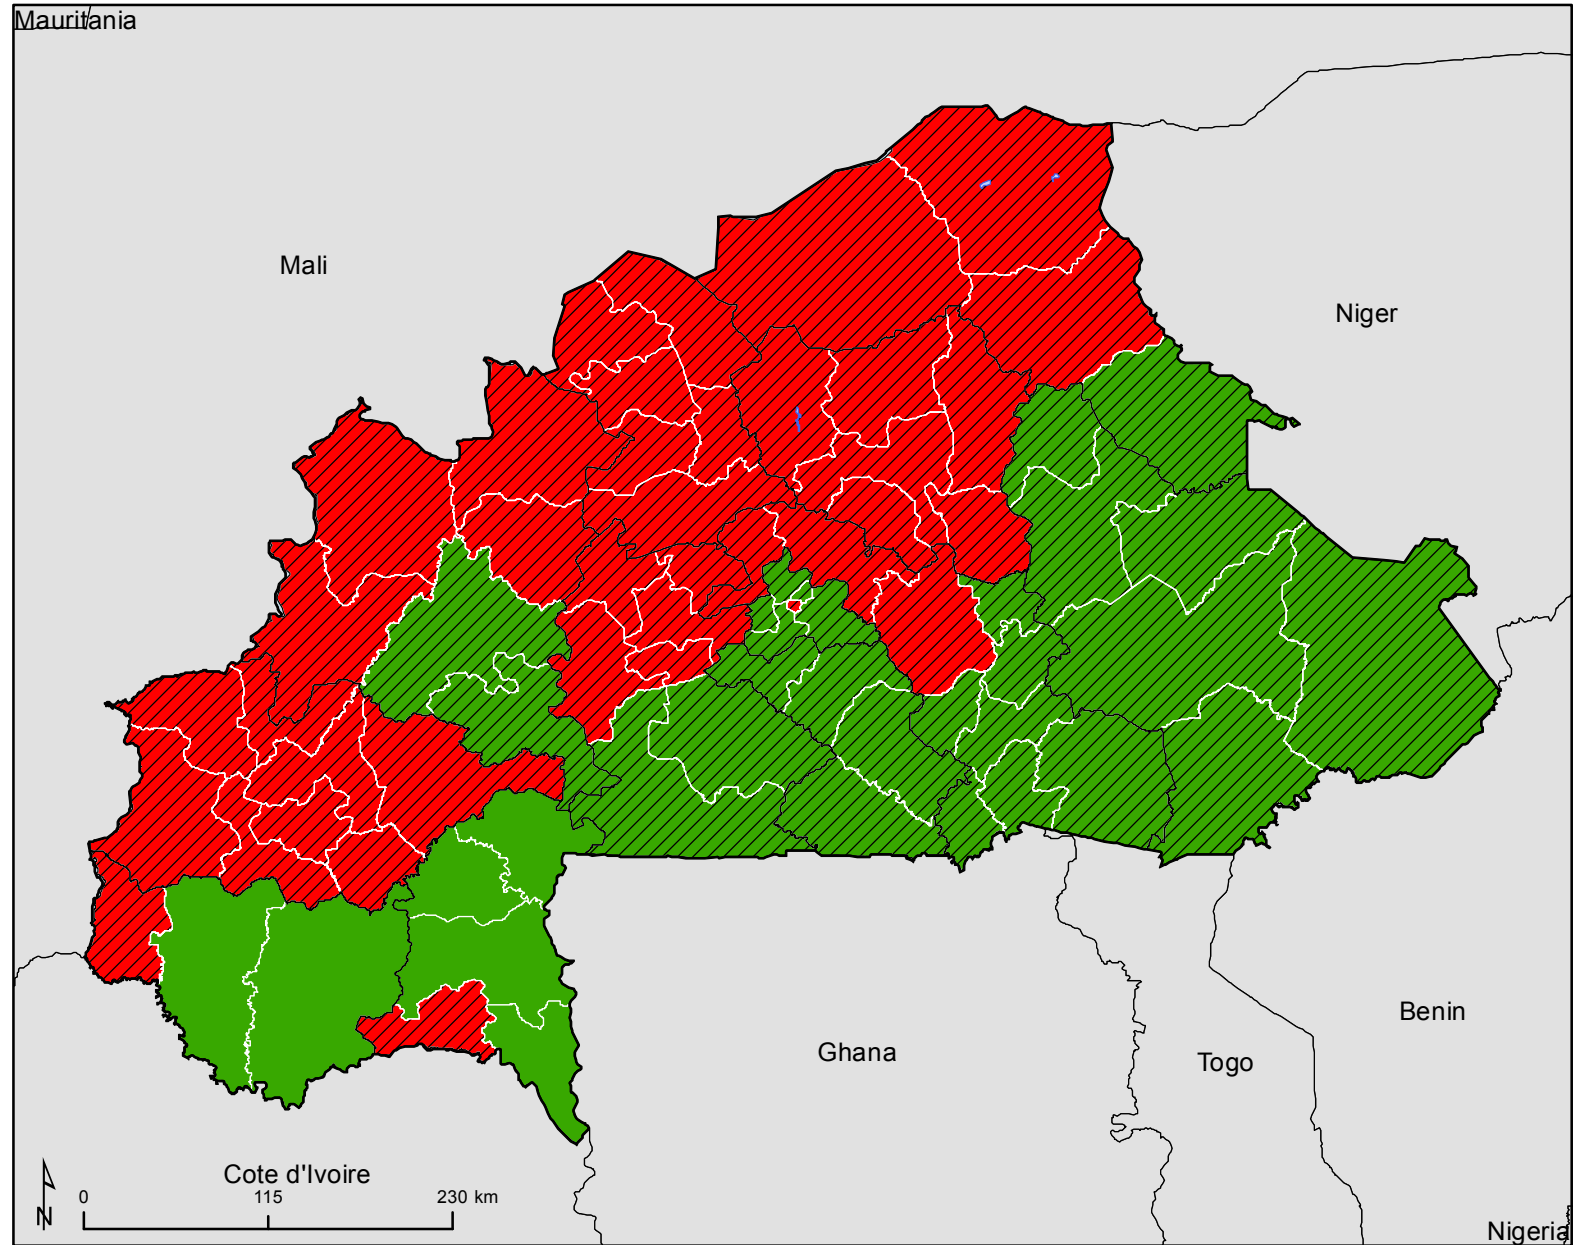 Mauritania
Mali
Niger
Benin
Ghana
Togo
Cote d'Ivoire
0 115 230 km
N
Nigeria